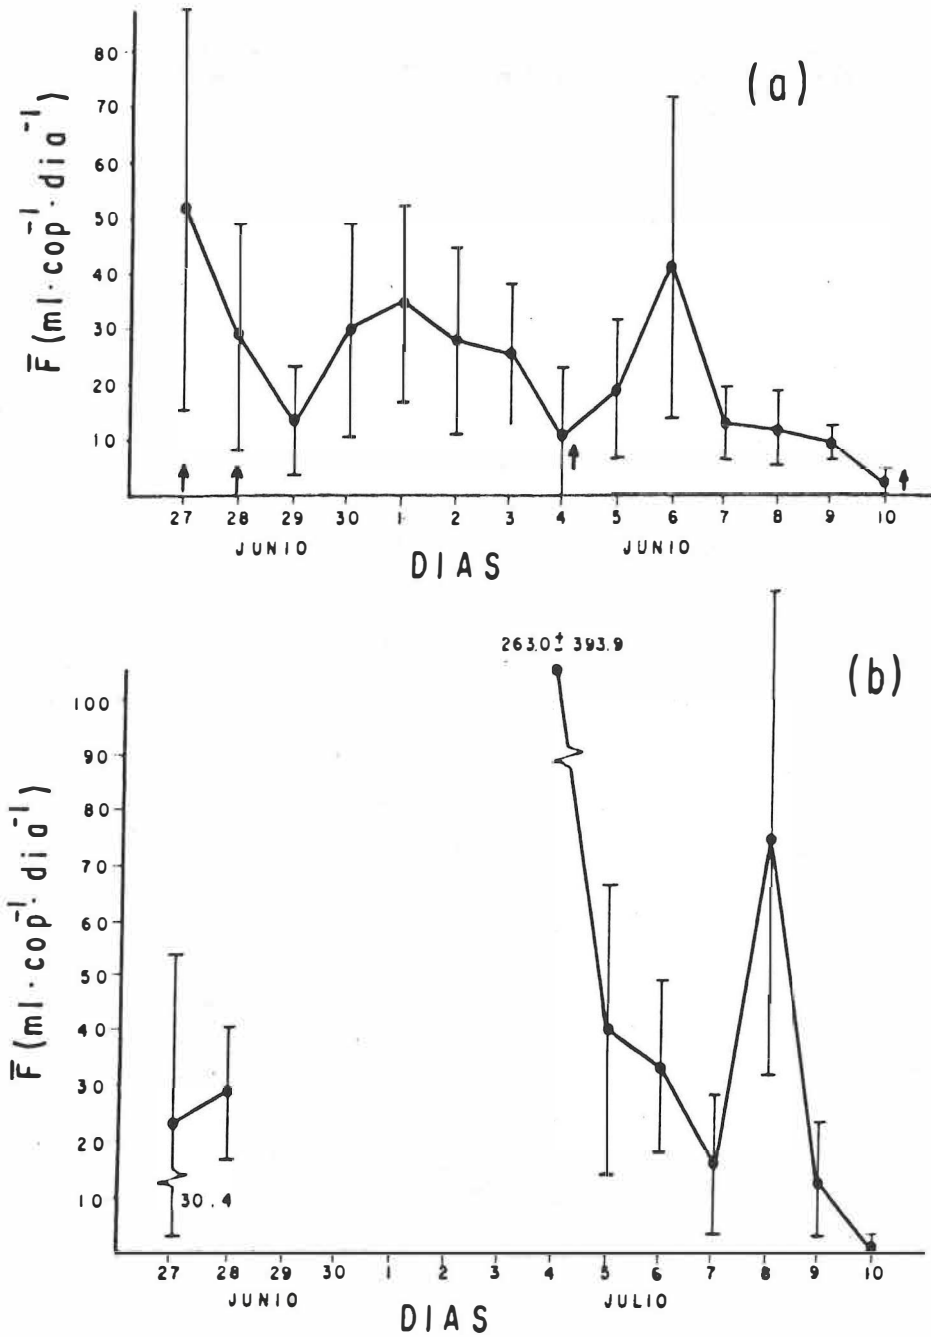 (a)
80
70
60
50
40
30
20
10
F̅ (ml·cop⁻¹·dia⁻¹)
27 28 29 30 1 2 3 4 5 6 7 8 9 10
JUNIO JUNIO
DIAS
263.0 ± 393.9
(b)
100
90
80
70
60
50
40
30
20
10
30.4
F̅ (ml·cop⁻¹·dia⁻¹)
27 28 29 30 1 2 3 4 5 6 7 8 9 10
JUNIO JULIO
DIAS